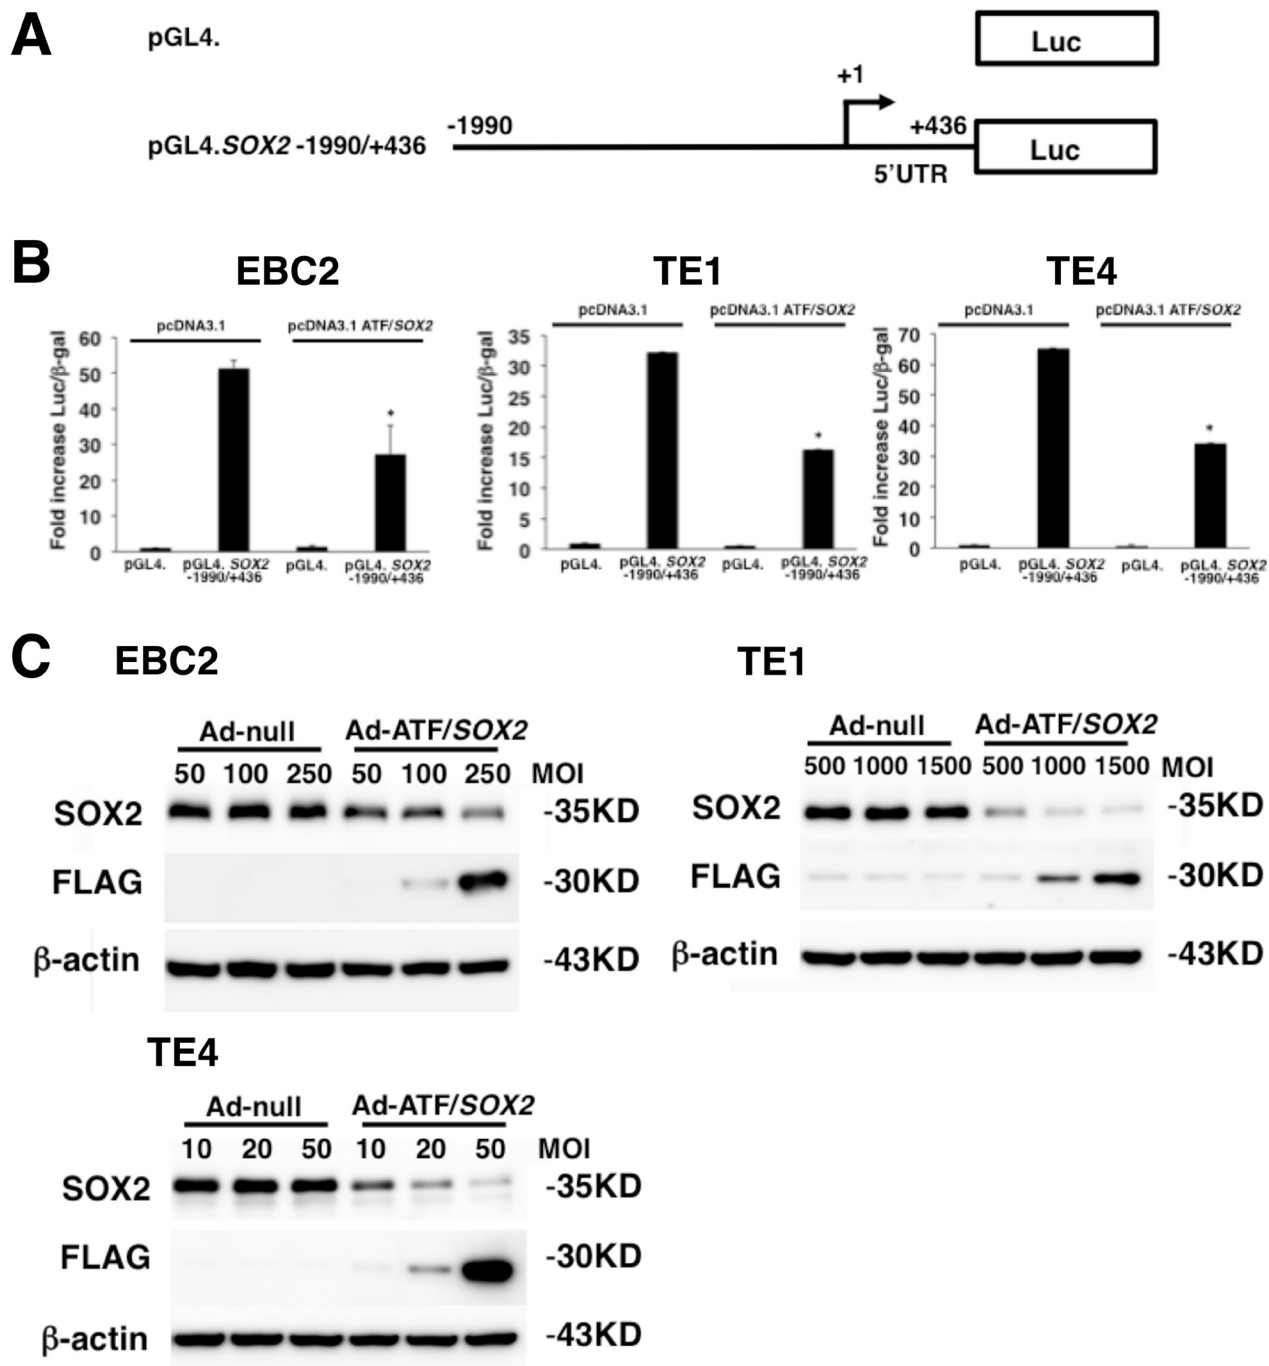 A
pGL4.
Luc
+1
pGL4.SOX2 -1990/+436
-1990
+436
Luc
5'UTR
B
EBC2
TE1
TE4
pcDNA3.1
pcDNA3.1 ATF/SOX2
Fold increase Luc/β-gal
60
50
40
30
20
10
0
*
pGL4.
pGL4. SOX2
-1990/+436
pGL4.
pGL4. SOX2
-1990/+436
pcDNA3.1
pcDNA3.1 ATF/SOX2
Fold increase Luc/β-gal
35
30
25
20
15
10
5
0
*
pGL4.
pGL4. SOX2
-1990/+436
pGL4.
pGL4. SOX2
-1990/+436
pcDNA3.1
pcDNA3.1 ATF/SOX2
Fold increase Luc/β-gal
70
60
50
40
30
20
10
0
*
pGL4.
pGL4. SOX2
-1990/+436
pGL4.
pGL4. SOX2
-1990/+436
C
EBC2
Ad-null Ad-ATF/SOX2
50 100 250 50 100 250 MOI
SOX2 -35KD
FLAG -30KD
β-actin -43KD
TE1
Ad-null Ad-ATF/SOX2
500 1000 1500 500 1000 1500 MOI
SOX2 -35KD
FLAG -30KD
β-actin -43KD
TE4
Ad-null Ad-ATF/SOX2
10 20 50 10 20 50 MOI
SOX2 -35KD
FLAG -30KD
β-actin -43KD